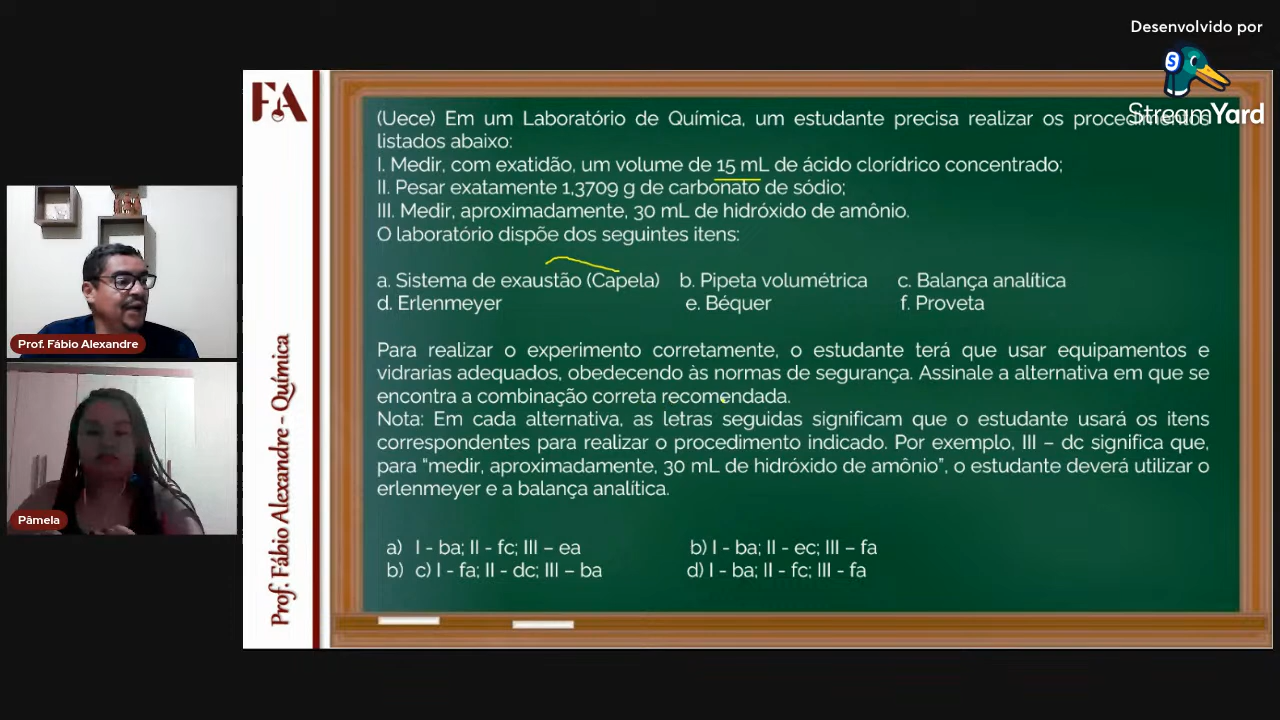 Desenvolvido por
StreamYard
FA
(Uece) Em um Laboratório de Química, um estudante precisa realizar os procedimentos
listados abaixo:
I. Medir, com exatidão, um volume de 15 mL de ácido clorídrico concentrado;
II. Pesar exatamente 1,3709 g de carbonato de sódio;
III. Medir, aproximadamente, 30 mL de hidróxido de amônio.
O laboratório dispõe dos seguintes itens:
a. Sistema de exaustão (Capela) b. Pipeta volumétrica c. Balança analítica
d. Erlenmeyer e. Béquer f. Proveta
Para realizar o experimento corretamente, o estudante terá que usar equipamentos e
vidrarias adequados, obedecendo às normas de segurança. Assinale a alternativa em que se
encontra a combinação correta recomendada.
Nota: Em cada alternativa, as letras seguidas significam que o estudante usará os itens
correspondentes para realizar o procedimento indicado. Por exemplo, III – dc significa que,
para “medir, aproximadamente, 30 mL de hidróxido de amônio”, o estudante deverá utilizar o
erlenmeyer e a balança analítica.
a) I - ba; II - fc; III – ea b) I - ba; II - ec; III – fa
b) c) I - fa; II - dc; III – ba d) I - ba; II - fc; III - fa
Prof. Fábio Alexandre - Química
Prof. Fábio Alexandre
Pâmela